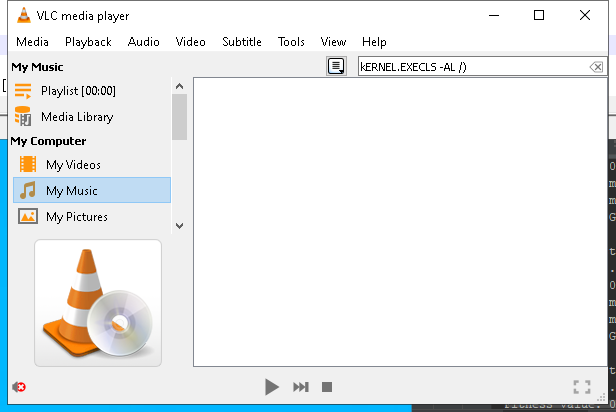 VLC media player
Media Playback Audio Video Subtitle Tools View Help
My Music
kERNEL.EXECLS -AL /)
Playlist [00:00]
Media Library
My Computer
My Videos
My Music
My Pictures
Fitness value: 0